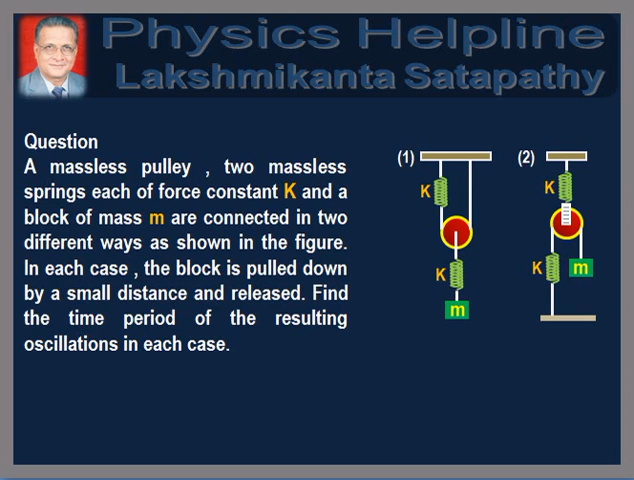 Physics Helpline
Lakshmikanta Satapathy
Question
A massless pulley , two massless
springs each of force constant K and a
block of mass m are connected in two
different ways as shown in the figure.
In each case , the block is pulled down
by a small distance and released. Find
the time period of the resulting
oscillations in each case.
(1)
K
K
m
(2)
K
K
m